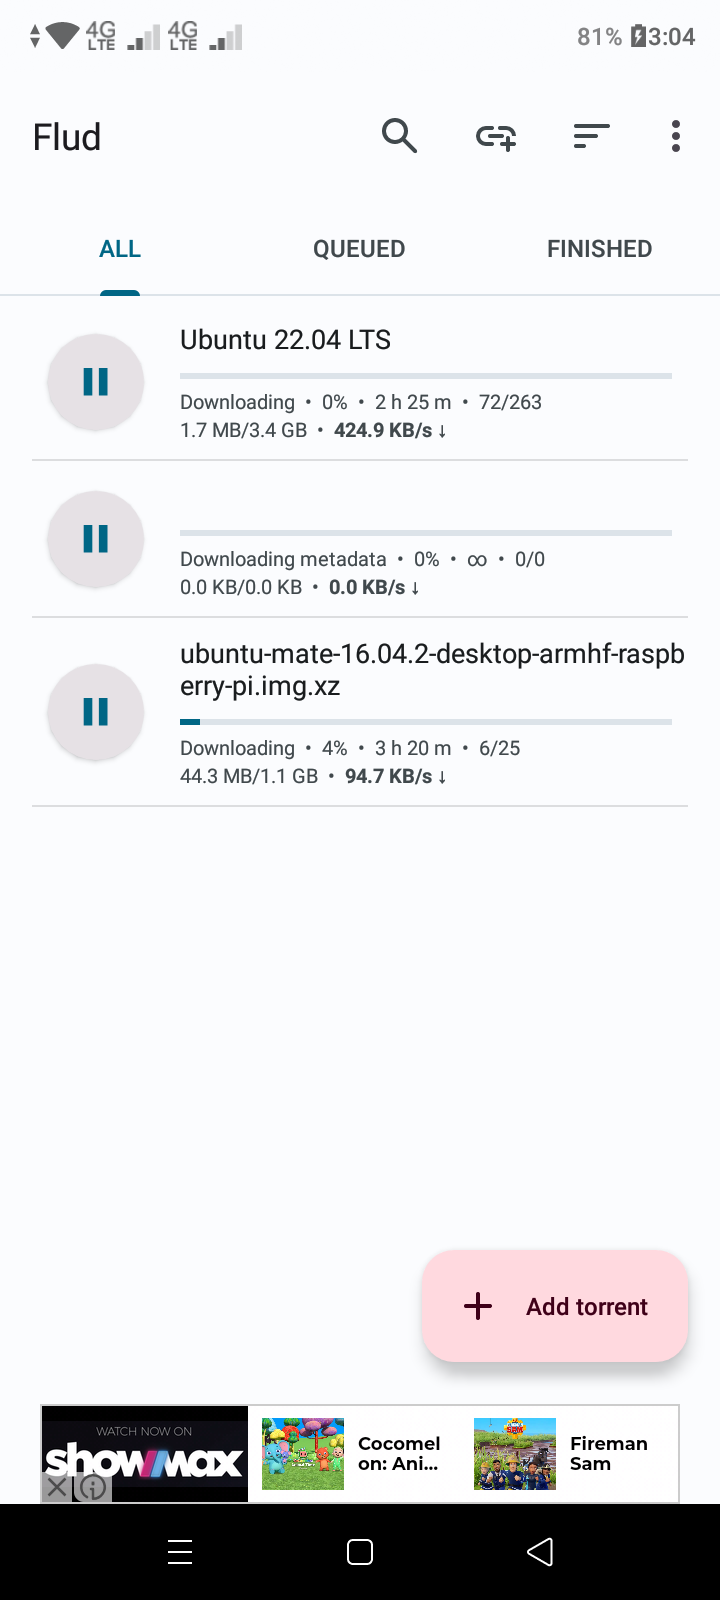 4G LTE 4G LTE 81% 3:04
Flud
ALL QUEUED FINISHED
Ubuntu 22.04 LTS
Downloading • 0% • 2 h 25 m • 72/263
1.7 MB/3.4 GB • 424.9 KB/s ↓
Downloading metadata • 0% • ∞ • 0/0
0.0 KB/0.0 KB • 0.0 KB/s ↓
ubuntu-mate-16.04.2-desktop-armhf-raspb
erry-pi.img.xz
Downloading • 4% • 3 h 20 m • 6/25
44.3 MB/1.1 GB • 94.7 KB/s ↓
Add torrent
WATCH NOW ON
showmax
Cocomel
on: Ani...
Fireman
Sam